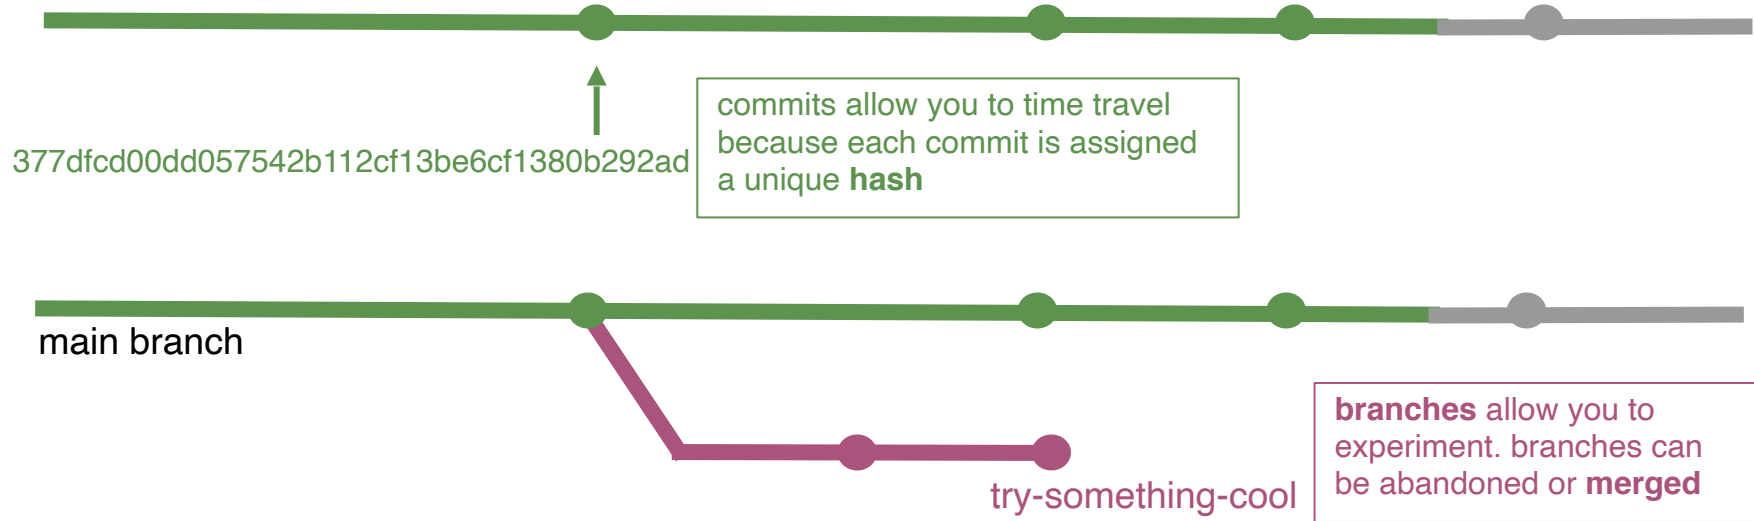 commits allow you to time travel
because each commit is assigned
a unique hash
377dfcd00dd057542b112cf13be6cf1380b292ad
main branch
branches allow you to
experiment. branches can
be abandoned or merged
try-something-cool